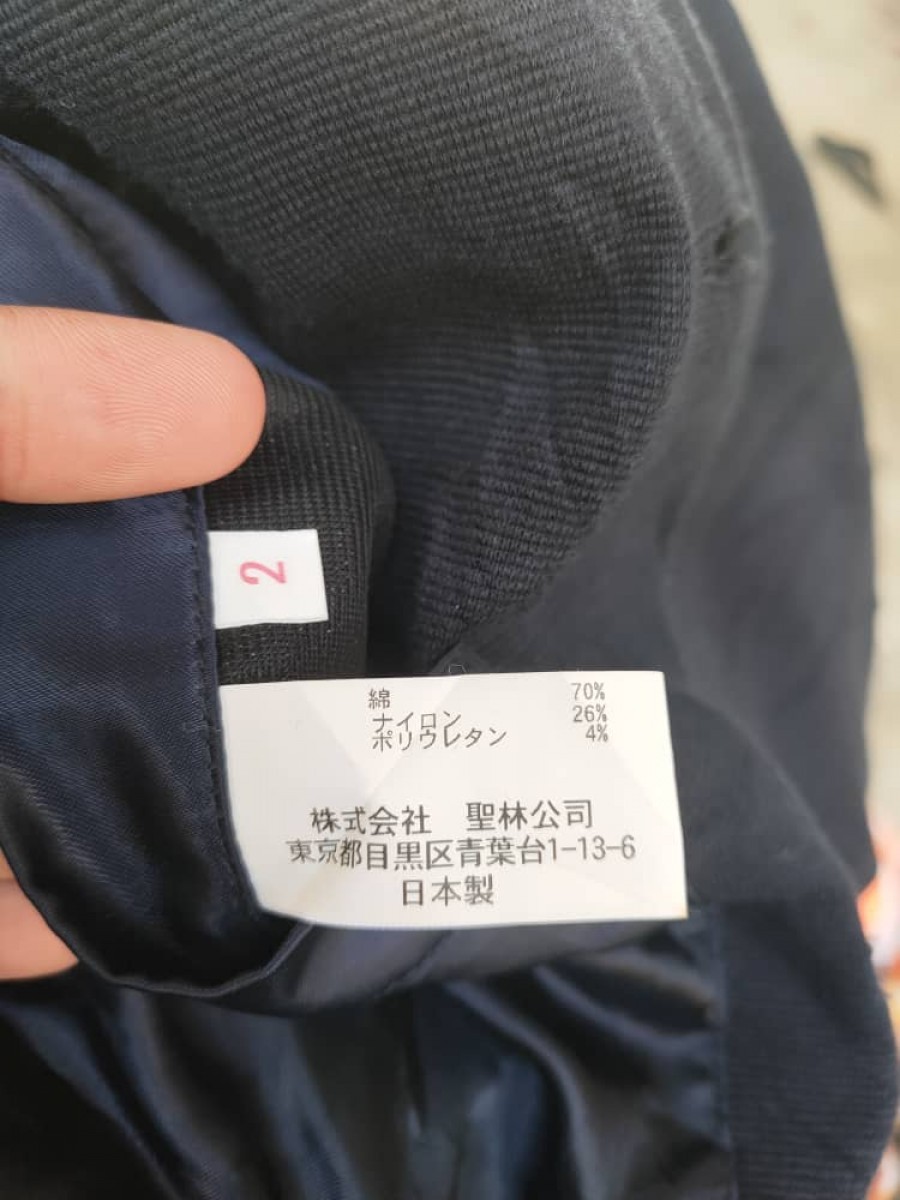 2
綿 70%
ナイロン 26%
ポリウレタン 4%
株式会社 聖林公司
東京都目黒区青葉台1-13-6
日本製